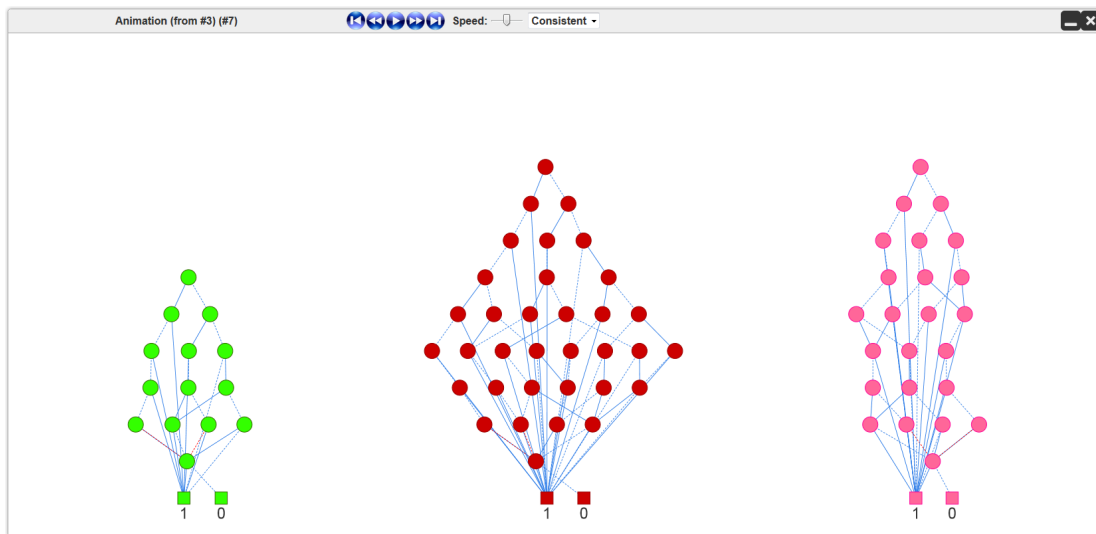 Animation (from #3) (#7)
Speed:
Consistent
1 0
1 0
1 0